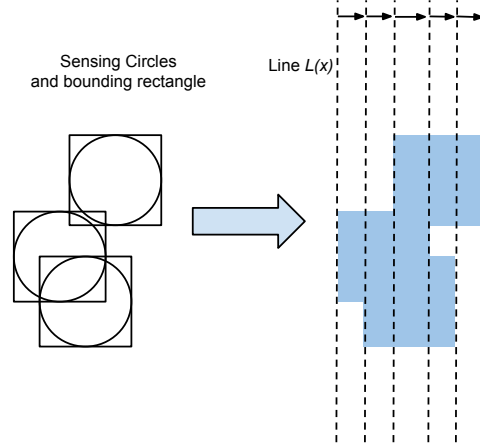 Sensing Circles
and bounding rectangle
Line L(x)